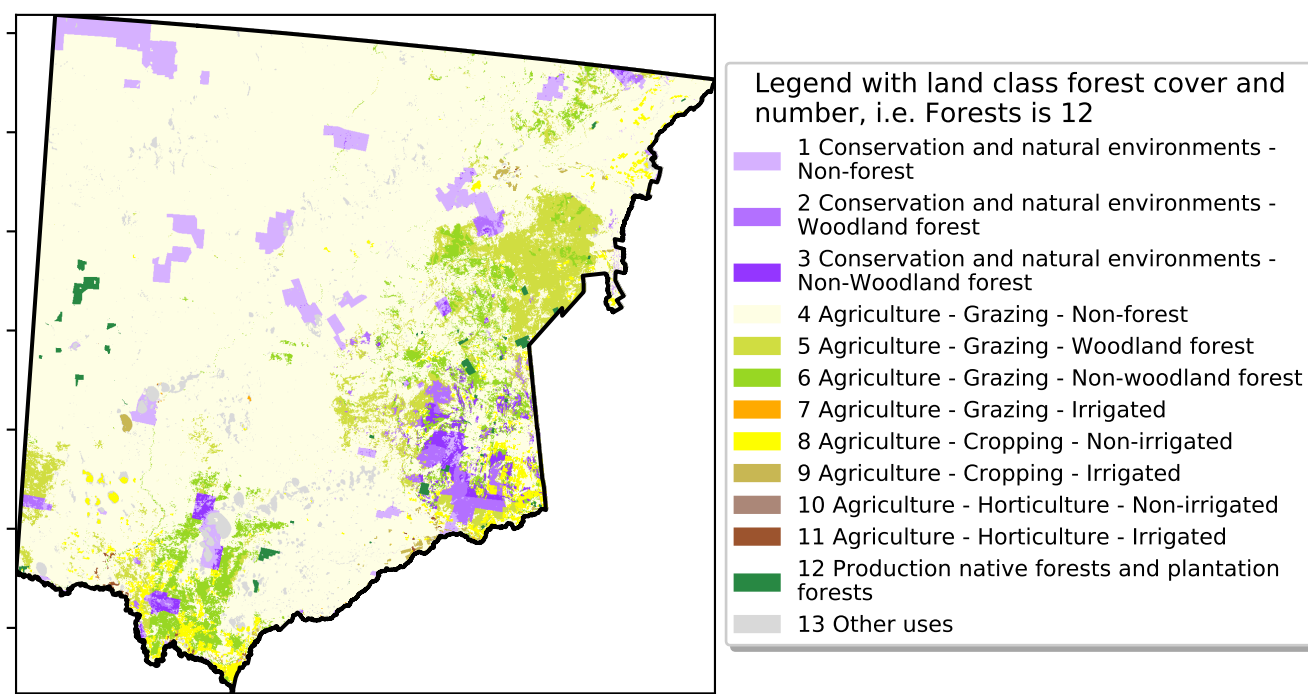 Legend with land class forest cover and
number, i.e. Forests is 12
1 Conservation and natural environments -
Non-forest
2 Conservation and natural environments -
Woodland forest
3 Conservation and natural environments -
Non-Woodland forest
4 Agriculture - Grazing - Non-forest
5 Agriculture - Grazing - Woodland forest
6 Agriculture - Grazing - Non-woodland forest
7 Agriculture - Grazing - Irrigated
8 Agriculture - Cropping - Non-irrigated
9 Agriculture - Cropping - Irrigated
10 Agriculture - Horticulture - Non-irrigated
11 Agriculture - Horticulture - Irrigated
12 Production native forests and plantation
forests
13 Other uses